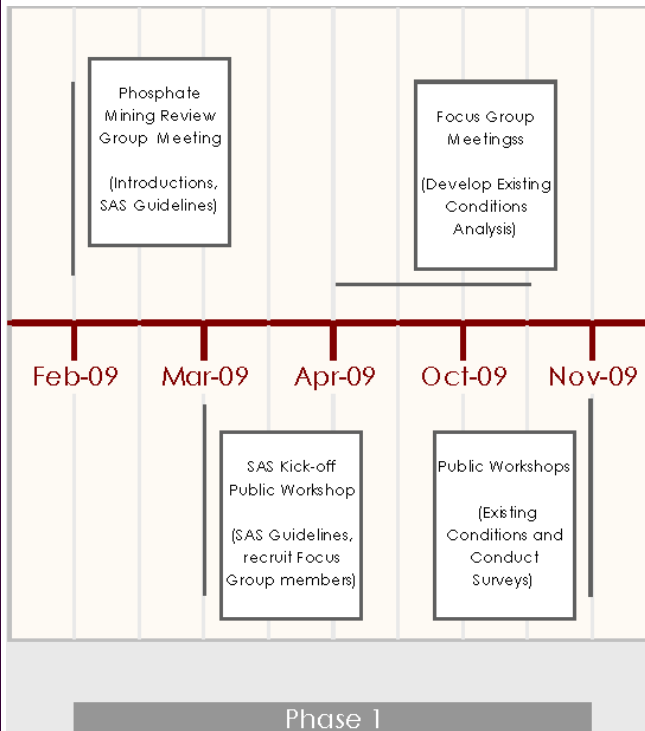 Phosphate
Mining Review
Group Meeting
(Introductions,
SAS Guidelines)
Focus Group
Meetingss
(Develop Existing
Conditions
Analysis)
Feb-09
Mar-09
Apr-09
Oct-09
Nov-09
SAS Kick-off
Public Workshop
(SAS Guidelines,
recruit Focus
Group members)
Public Workshops
(Existing
Conditions and
Conduct
Surveys)
Phase 1